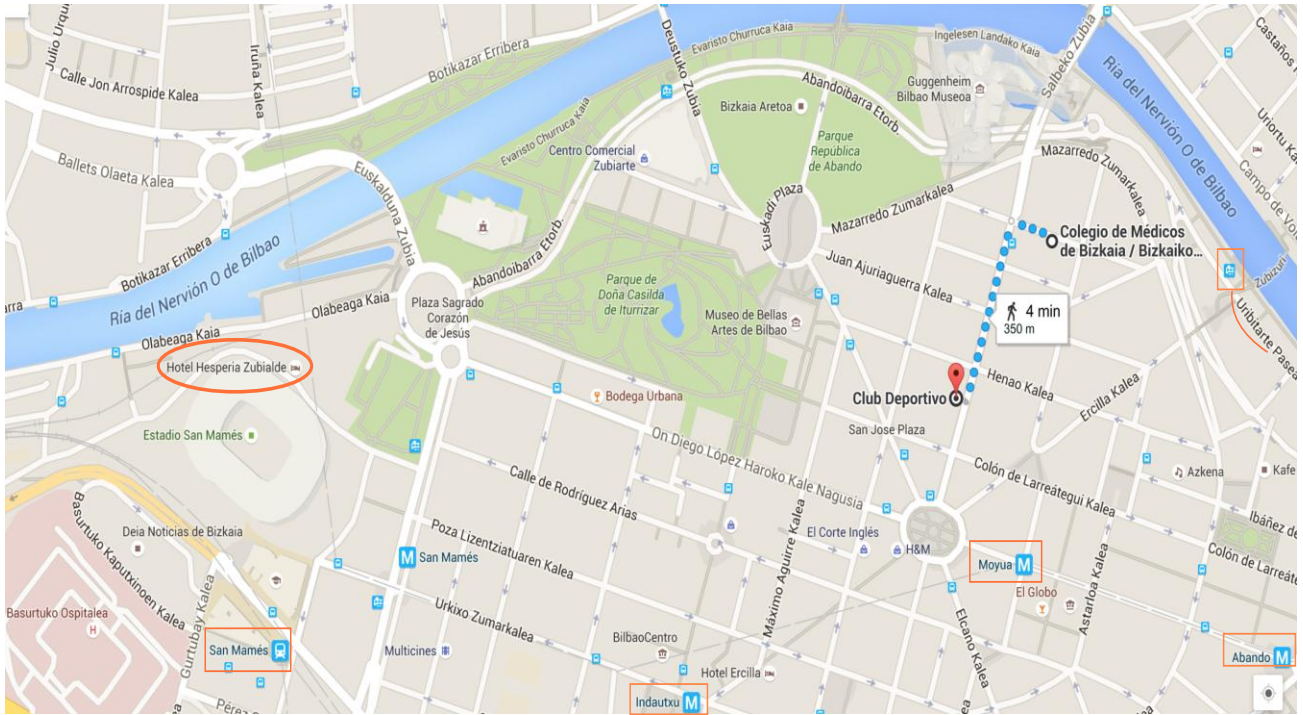 Julio Urqu
Iruña Kalea
Botikazar Erribera
Deustuko Zubia
Evaristo Churruca Kaia
Ingelesen Landako Kaia
Salbeko Zubia
Castaños
Calle Jon Arrospide Kalea
Guggenheim
Bilbao Museoa
Ria del Nervión O de Bilbao
Bizkaia Aretoa
Abandoibarra Etorb.
Uriortu Ka
Ballets Olaeta Kalea
Evaristo Churruca Kaia
Centro Comercial
Zubiarte
Parque
República
de Abando
Mazarredo Zumarkalea
Campo de Vol
Euskalduna Zubia
Euskadi Plaza
Mazarredo Zumarkalea
Colegio de Médicos
de Bizkaia / Bizkaiko...
Botikazar Erribera
Abandoibarra Etorb.
Juan Ajuriaguerra Kalea
Zubizuri
arra
Ría del Nervión O de Bilbao
Olabeaga Kaia
Plaza Sagrado
Corazón
de Jesús
Parque de
Doña Casilda
de Iturrizar
Museo de Bellas
Artes de Bilbao
4 min
350 m
Uribitarte Pasea
Olabeaga Kaia
Hotel Hesperia Zubialde
Henao Kalea
Ercilla Kalea
Bodega Urbana
Club Deportivo
San Jose Plaza
Estadio San Mamés
On Diego López Haroko Kale Nagusia
Colón de Larreátegui Kalea
Azkena
Kafe
Calle de Rodríguez Arias
Basurtuko Kaputxinoen Kalea
Deia Noticias de Bizkaia
Poza Lizentziatuaren Kalea
Máximo Aguirre Kalea
El Corte Inglés
H&M
Ibáñez de
Colón de Larreáte
M San Mamés
Moyua M
El Globo
Astarloa Kalea
Basurtuko Ospitalea
H
Gurtubay Kalea
Urkixo Zumarkalea
Elcano Kalea
San Mamés
Multicines
BilbaoCentro
Hotel Ercilla
Abando M
Indautxu M
Pérez